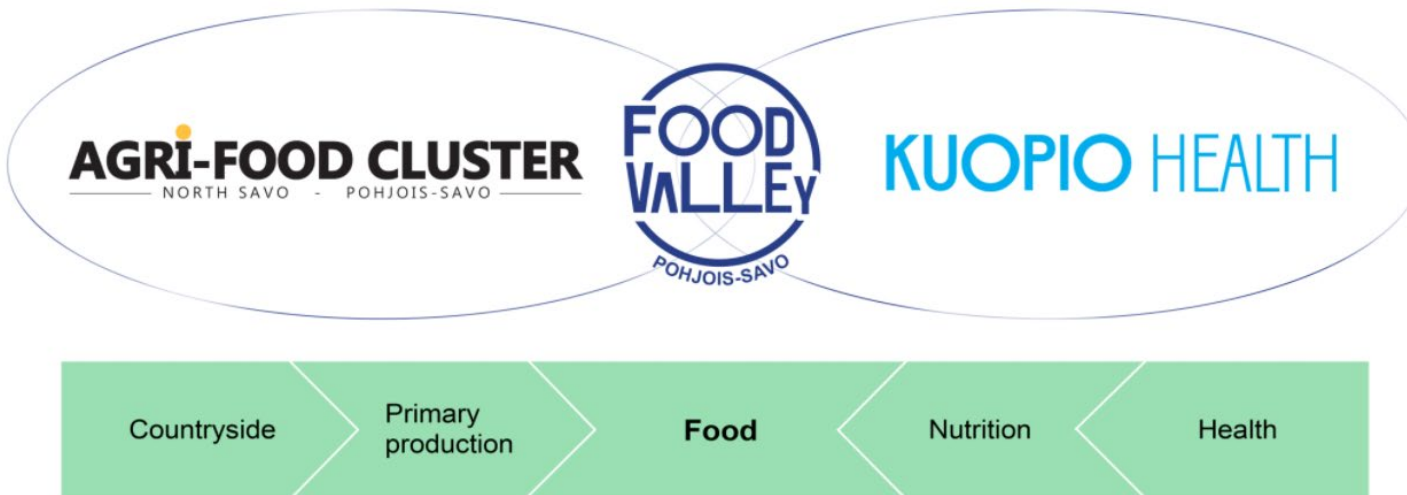 AGRI-FOOD CLUSTER
NORTH SAVO - POHJOIS-SAVO
FOOD
VALLEY
POHJOIS-SAVO
KUOPIO HEALTH
Countryside
Primary
production
Food
Nutrition
Health